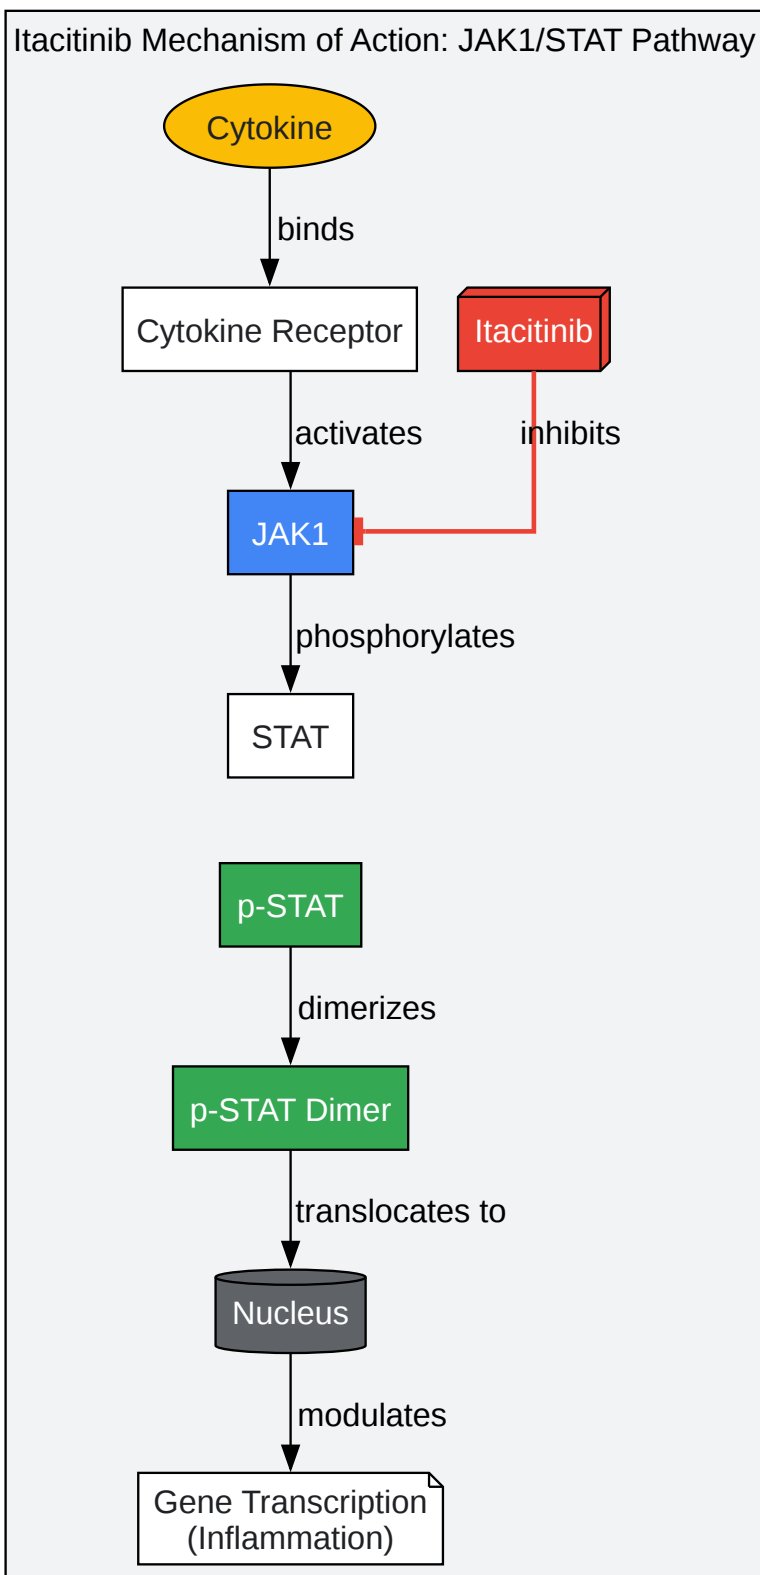 Itacitinib Mechanism of Action: JAK1/STAT Pathway
Cytokine
binds
Cytokine Receptor
Itacitinib
activates
inhibits
JAK1
phosphorylates
STAT
p-STAT
dimerizes
p-STAT Dimer
translocates to
Nucleus
modulates
Gene Transcription
(Inflammation)